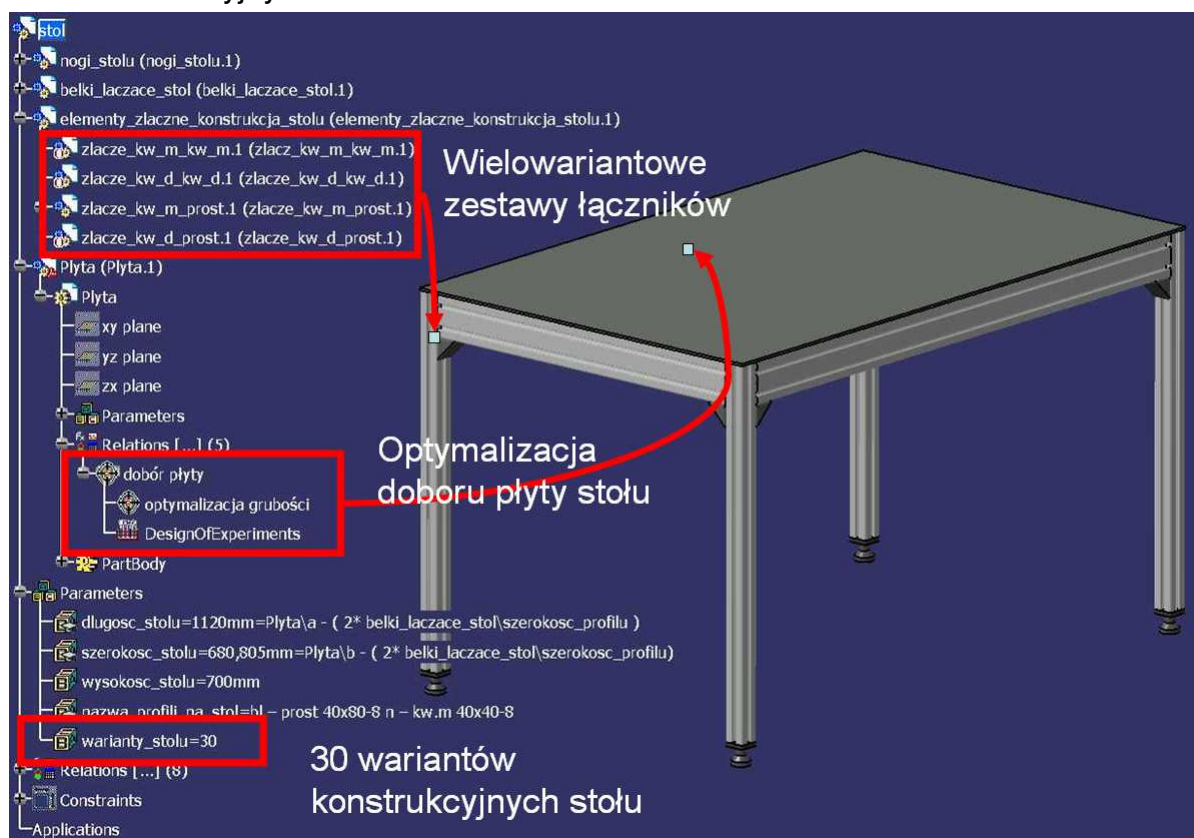 stol
nogi_stolu (nogi_stolu.1)
belki_laczace_stol (belki_laczace_stol.1)
elementy_zlaczne_konstrukcja_stolu (elementy_zlaczne_konstrukcja_stolu.1)
zlacze_kw_m_kw_m.1 (zlacz_kw_m_kw_m.1)
zlacze_kw_d_kw_d.1 (zlacze_kw_d_kw_d.1)
zlacze_kw_m_prost.1 (zlacze_kw_m_prost.1)
zlacze_kw_d_prost.1 (zlacze_kw_d_prost.1)
Wielowariantowe
zestawy łączników
Plyta (Plyta.1)
Plyta
xy plane
yz plane
zx plane
Parameters
Relations [...] (5)
dobór płyty
optymalizacja grubości
DesignOfExperiments
Optymalizacja
doboru płyty stołu
PartBody
Parameters
dlugosc_stolu=1120mm=Plyta\a - ( 2* belki_laczace_stol\szerokosc_profilu )
szerokosc_stolu=680,805mm=Plyta\b - ( 2* belki_laczace_stol\szerokosc_profilu)
wysokosc_stolu=700mm
nazwa_profili_na_stol=bl – prost 40x80-8 n – kw.m 40x40-8
warianty_stolu=30
30 wariantów
konstrukcyjnych stołu
Relations [...] (8)
Constraints
Applications